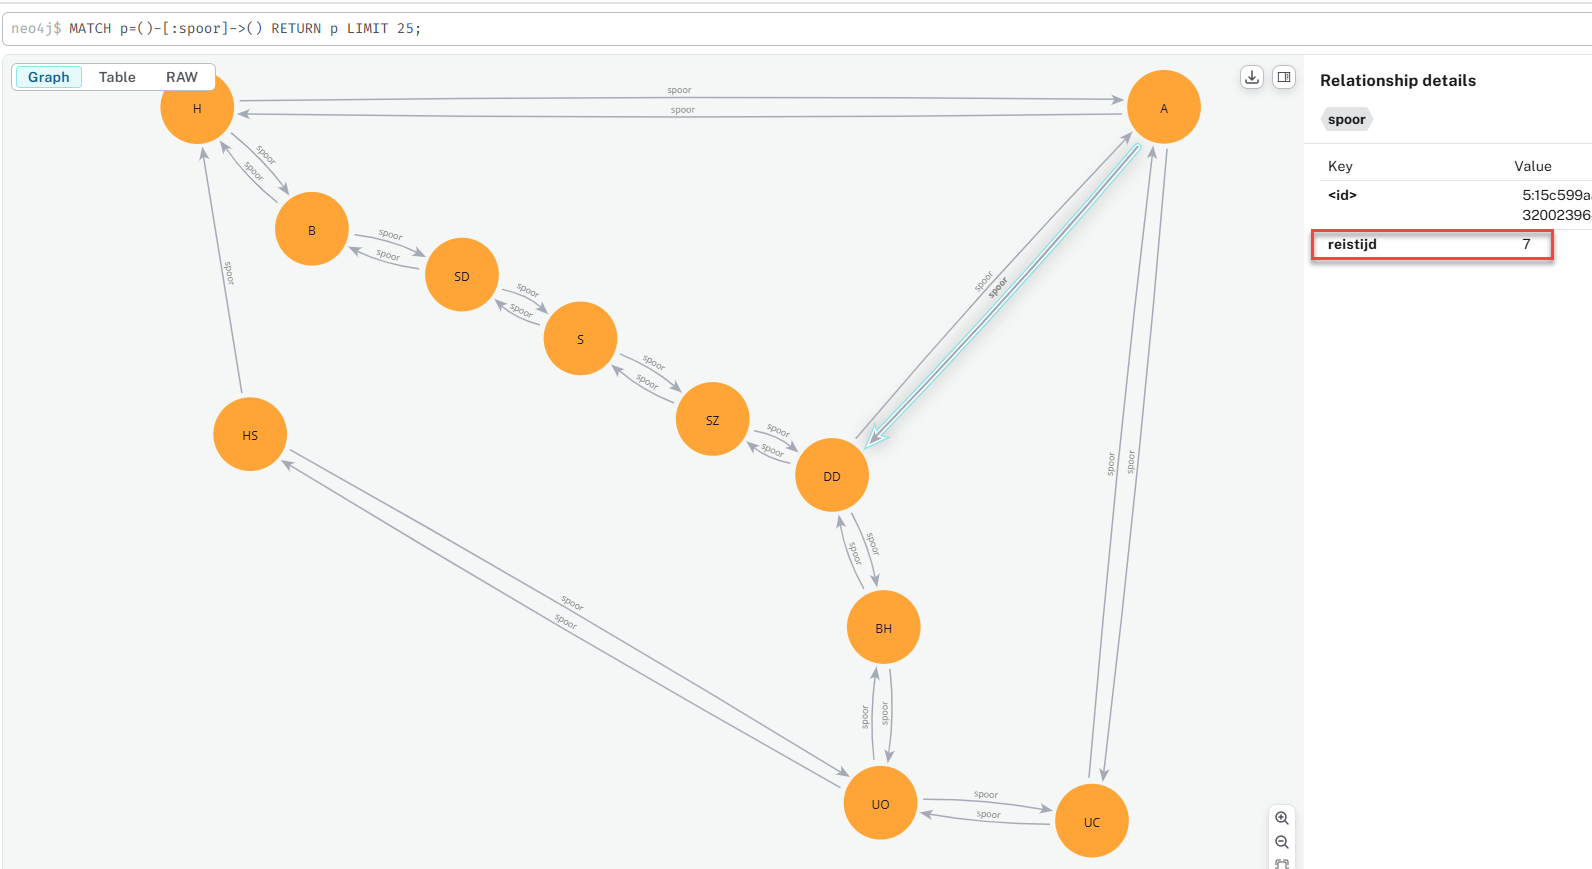 neo4j$ MATCH p=()-[:spoor]->() RETURN p LIMIT 25;
Graph Table RAW
Relationship details
spoor
Key Value
<id> 5:15c599a
32002396
reistijd 7
H
spoor
spoor
A
spoor
spoor
B
spoor
spoor
SD
spoor
spoor
S
spoor
spoor
SZ
spoor
spoor
DD
spoor
spoor
spoor
HS
spoor
spoor
spoor
spoor
BH
spoor
spoor
spoor
spoor
UO
spoor
spoor
UC